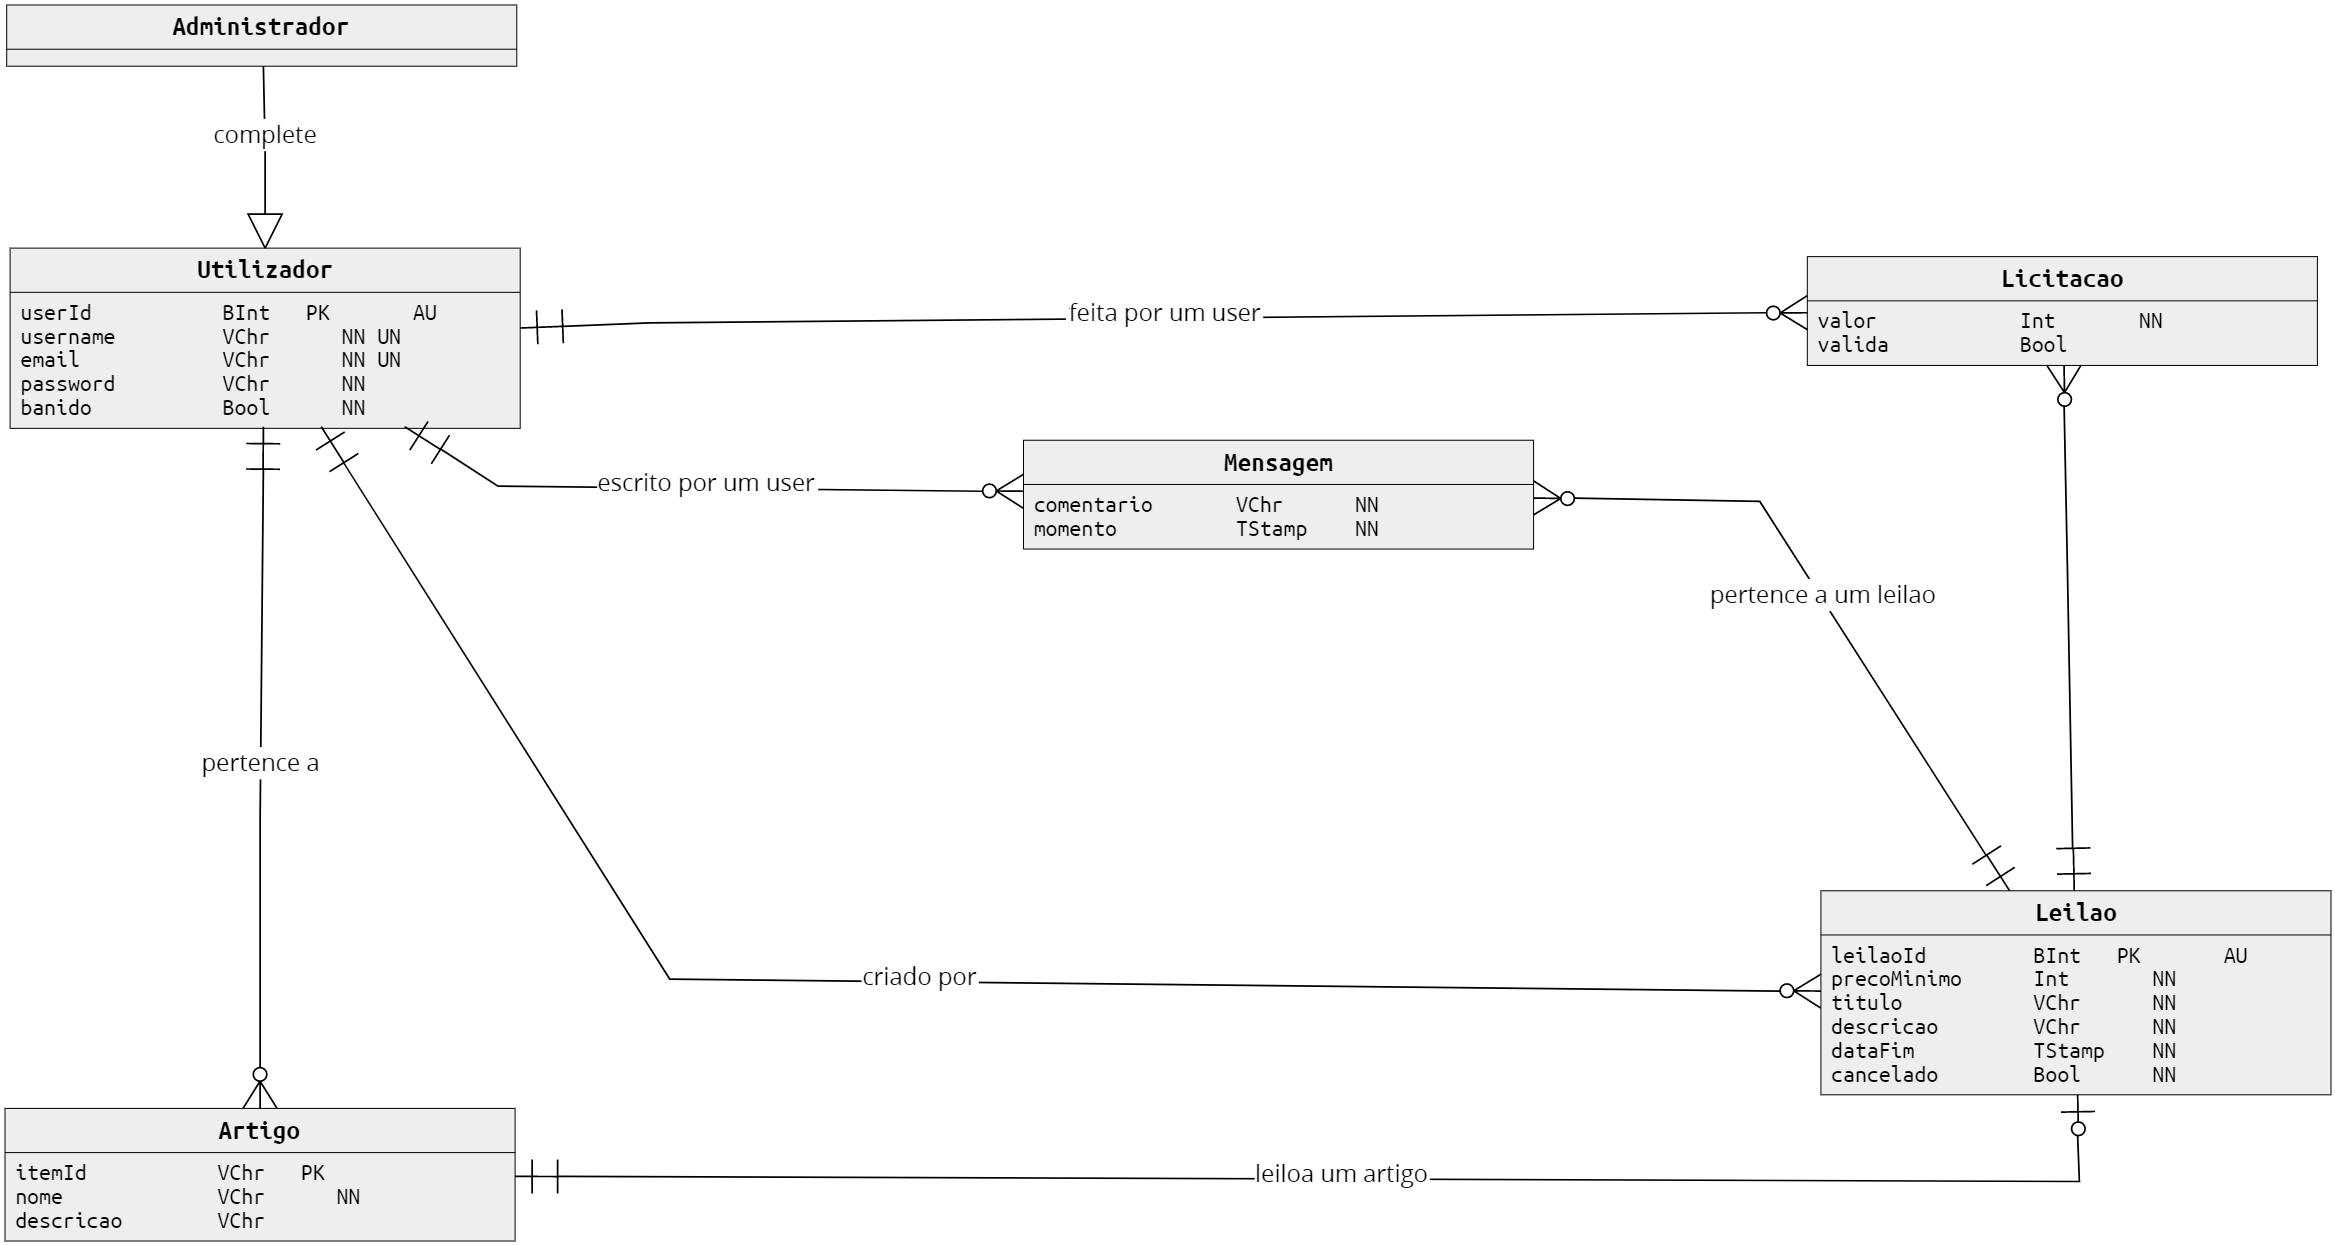 Administrador
complete
Utilizador
userId BInt PK AU
username VChr NN UN
email VChr NN UN
password VChr NN
banido Bool NN
feita por um user
Licitacao
valor Int NN
valida Bool
escrito por um user
Mensagem
comentario VChr NN
momento TStamp NN
pertence a um leilao
pertence a
criado por
Leilao
leilaoId BInt PK AU
precoMinimo Int NN
titulo VChr NN
descricao VChr NN
dataFim TStamp NN
cancelado Bool NN
Artigo
itemId VChr PK
nome VChr NN
descricao VChr
leiloa um artigo